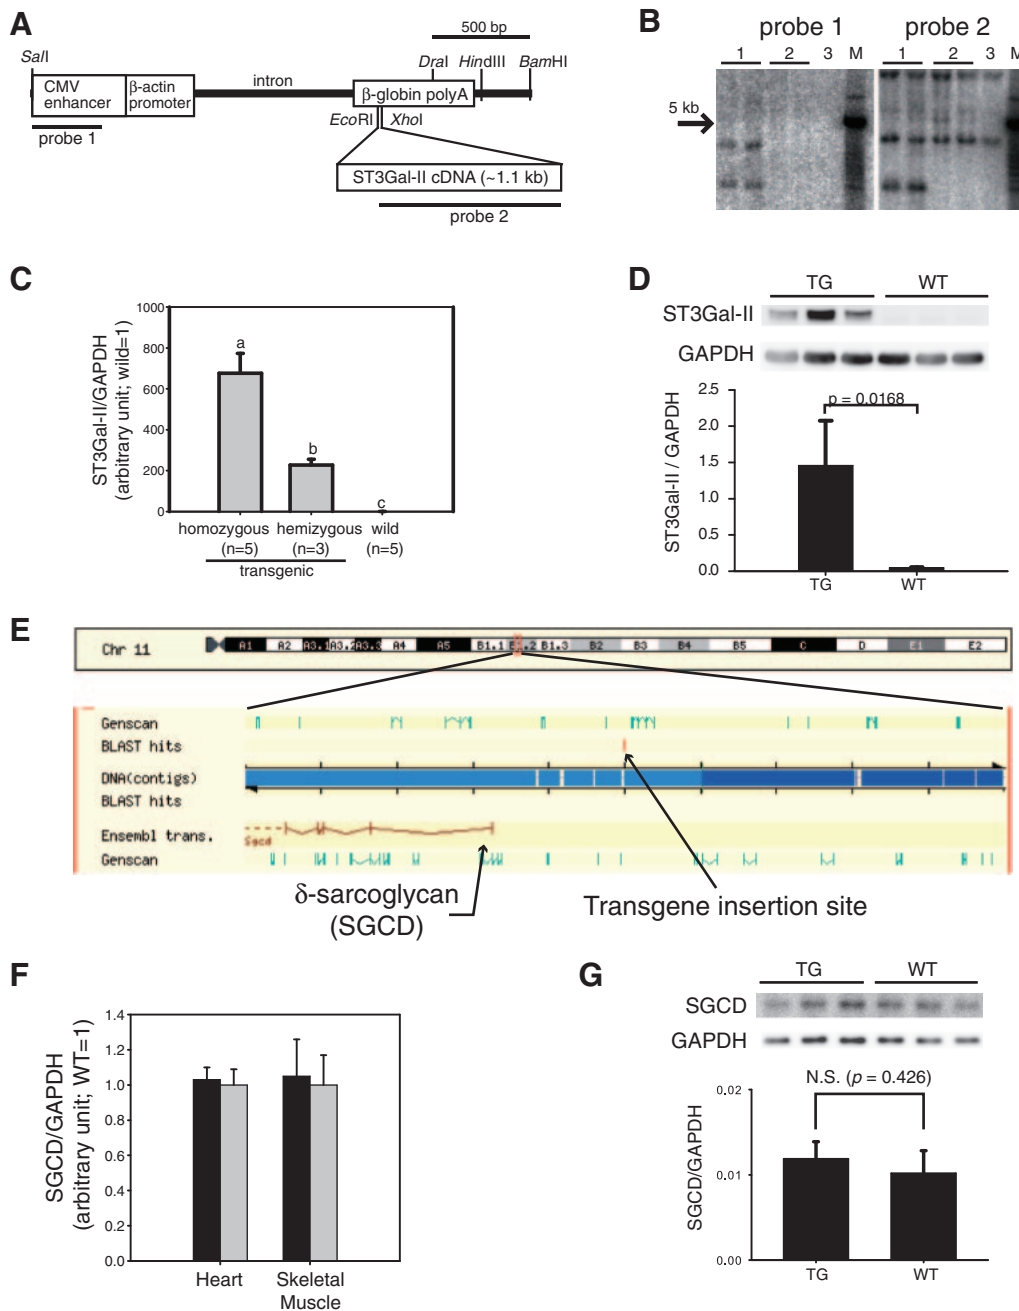 A
500 bp
SalI
DraI HindIII BamHI
CMV enhancer
β-actin promoter
intron
β-globin polyA
EcoRI XhoI
probe 1
ST3Gal-II cDNA (~1.1 kb)
probe 2
B
probe 1 probe 2
1 2 3 M 1 2 3 M
5 kb
C
ST3Gal-II/GAPDH
(arbitrary unit; wild=1)
1000
800
600
400
200
0
a
b
c
homozygous hemizygous wild
(n=5) (n=3) (n=5)
transgenic
D
TG WT
ST3Gal-II
GAPDH
ST3Gal-II / GAPDH
2.5
2.0
1.5
1.0
0.5
0.0
p = 0.0168
TG WT
E
Chr 11
A1 A2 A3.1 A3.2 A3.3 A4 A5 B1.1 B1.3 B2 B3 B4 B5 C D E1 E2
Genscan
BLAST hits
DNA(contigs)
BLAST hits
Ensembl trans.
Sgcd
Genscan
δ-sarcoglycan
(SGCD)
Transgene insertion site
F
SGCD/GAPDH
(arbitrary unit; WT=1)
1.4
1.2
1.0
0.8
0.6
0.4
0.2
0.0
Heart Skeletal
Muscle
G
TG WT
SGCD
GAPDH
SGCD/GAPDH
0.02
0.01
0.00
N.S. (p = 0.426)
TG WT